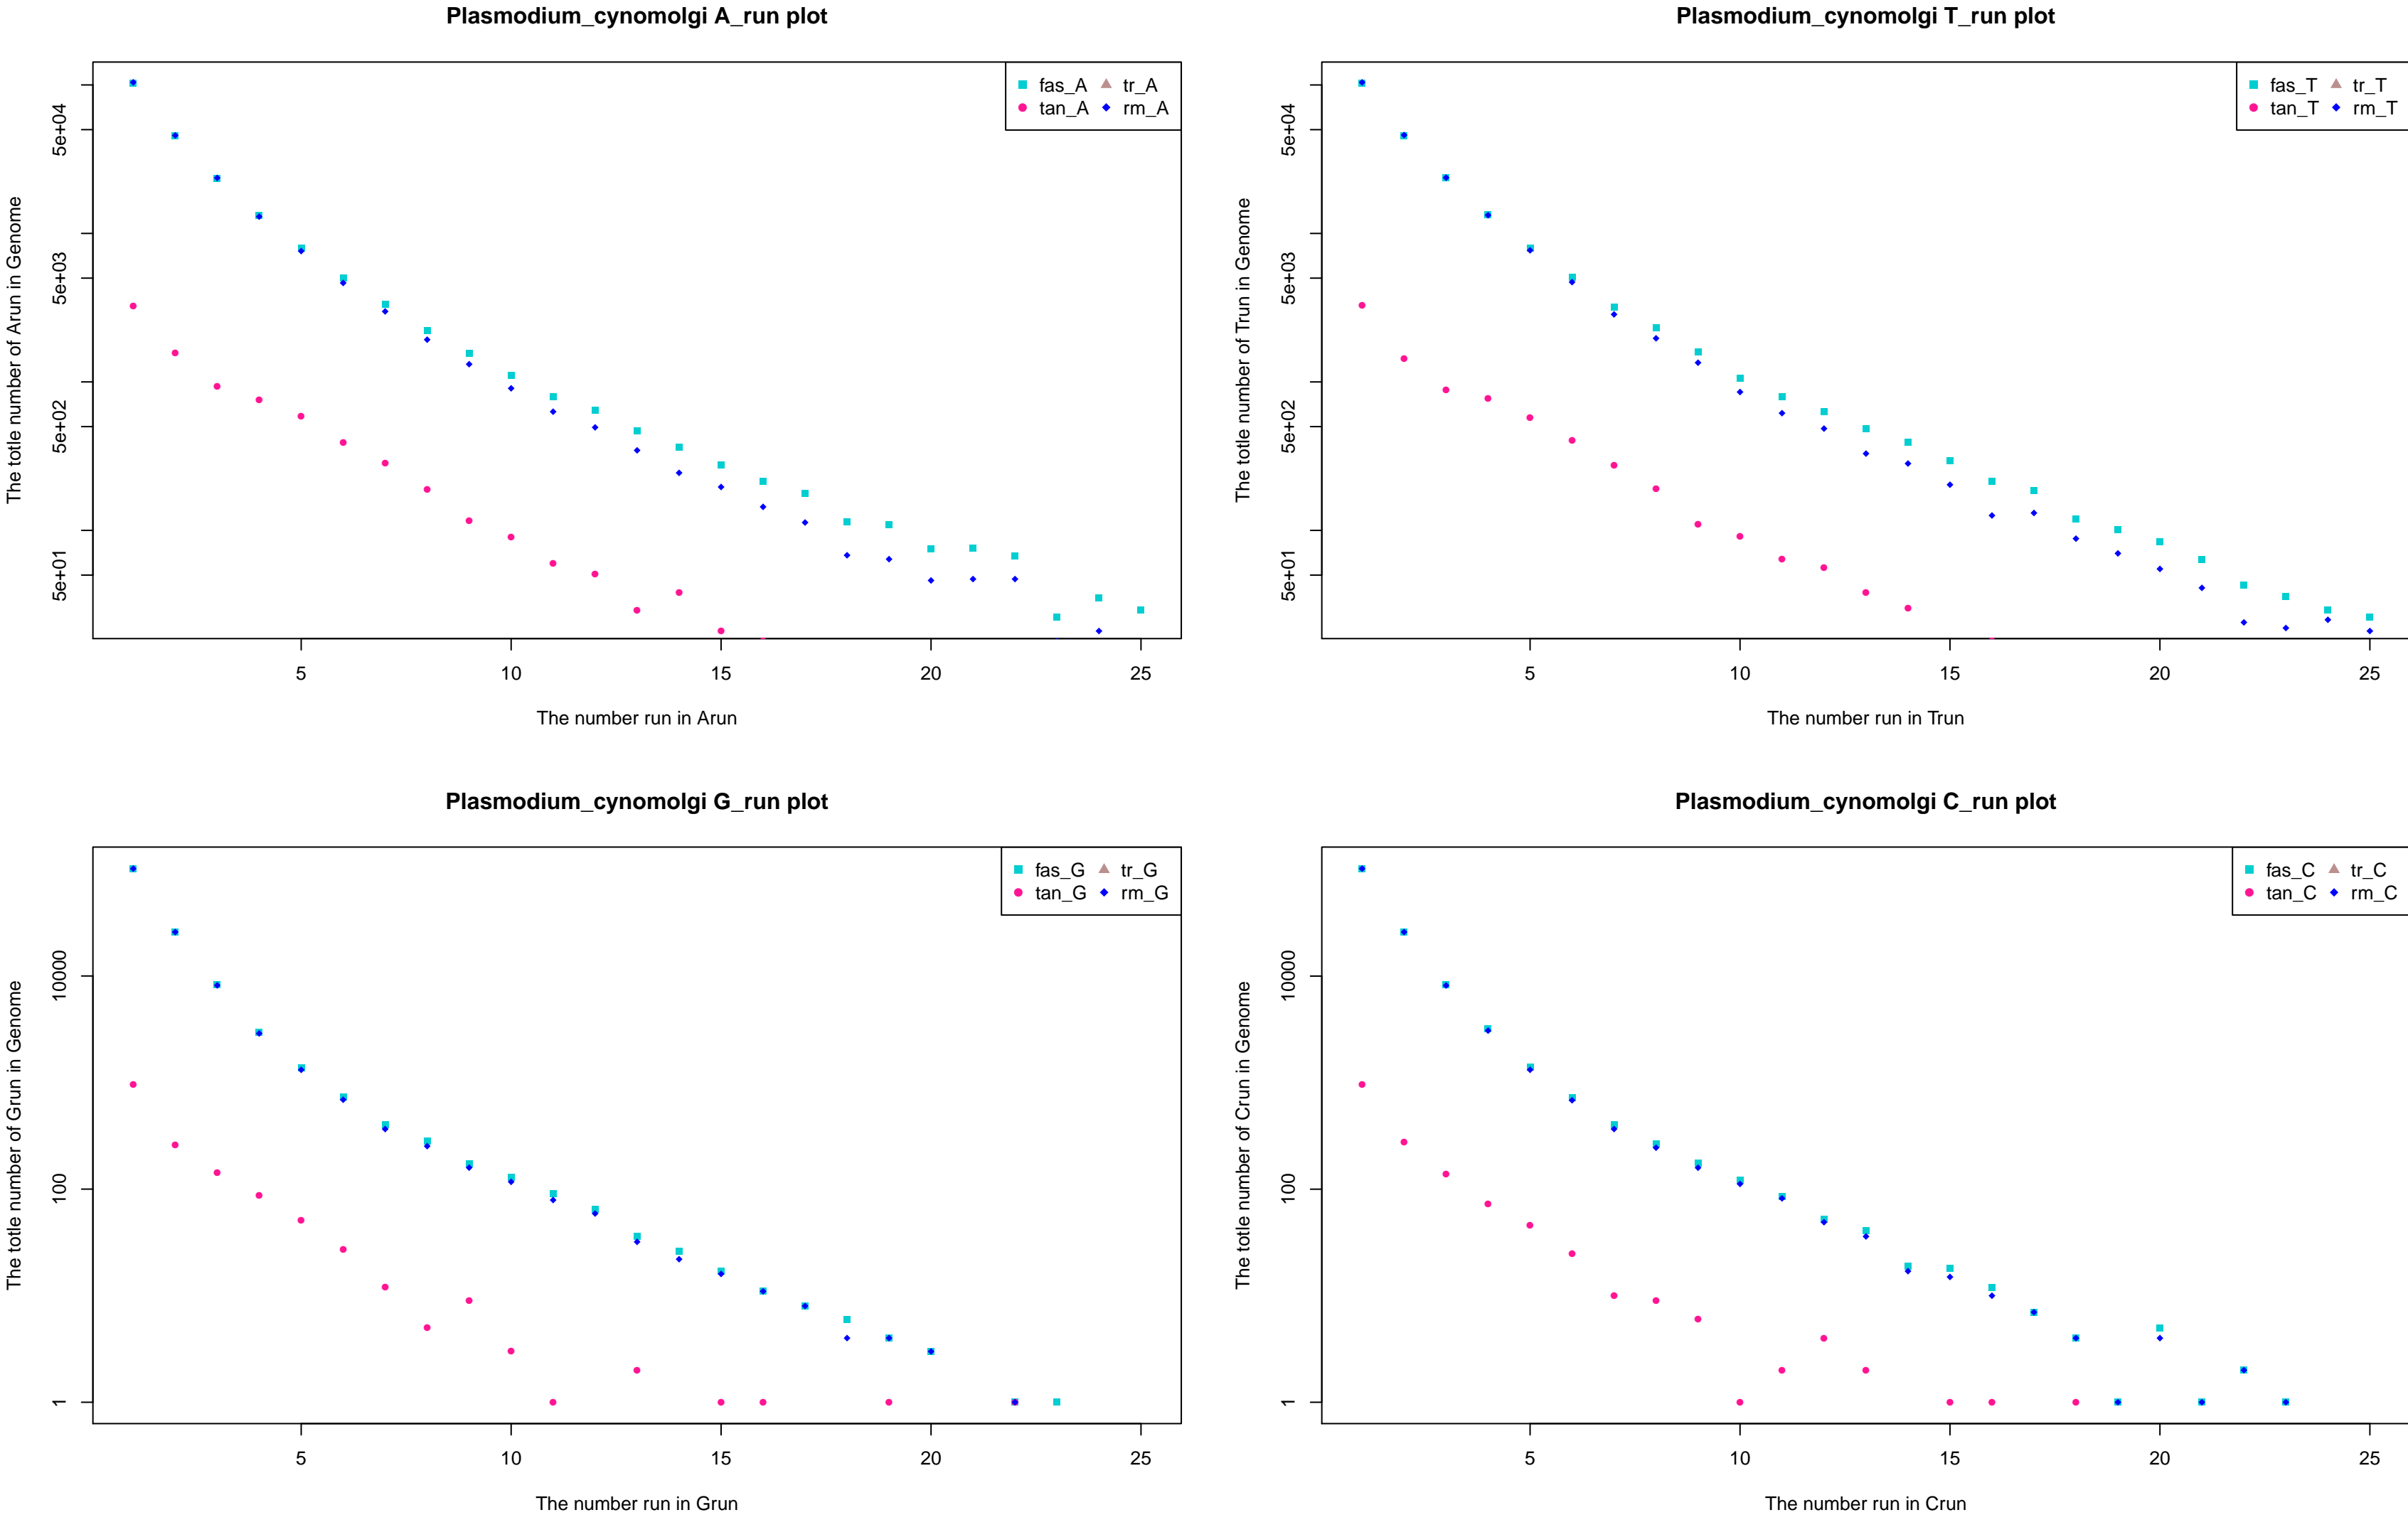 Plasmodium_cynomolgi A_run plot
The totle number of Arun in Genome
5e+04
5e+03
5e+02
5e+01
fas_A tr_A
tan_A rm_A
5 10 15 20 25
The number run in Arun
Plasmodium_cynomolgi T_run plot
The totle number of Trun in Genome
5e+04
5e+03
5e+02
5e+01
fas_T tr_T
tan_T rm_T
5 10 15 20 25
The number run in Trun
Plasmodium_cynomolgi G_run plot
The totle number of Grun in Genome
10000
100
1
fas_G tr_G
tan_G rm_G
5 10 15 20 25
The number run in Grun
Plasmodium_cynomolgi C_run plot
The totle number of Crun in Genome
10000
100
1
fas_C tr_C
tan_C rm_C
5 10 15 20 25
The number run in Crun